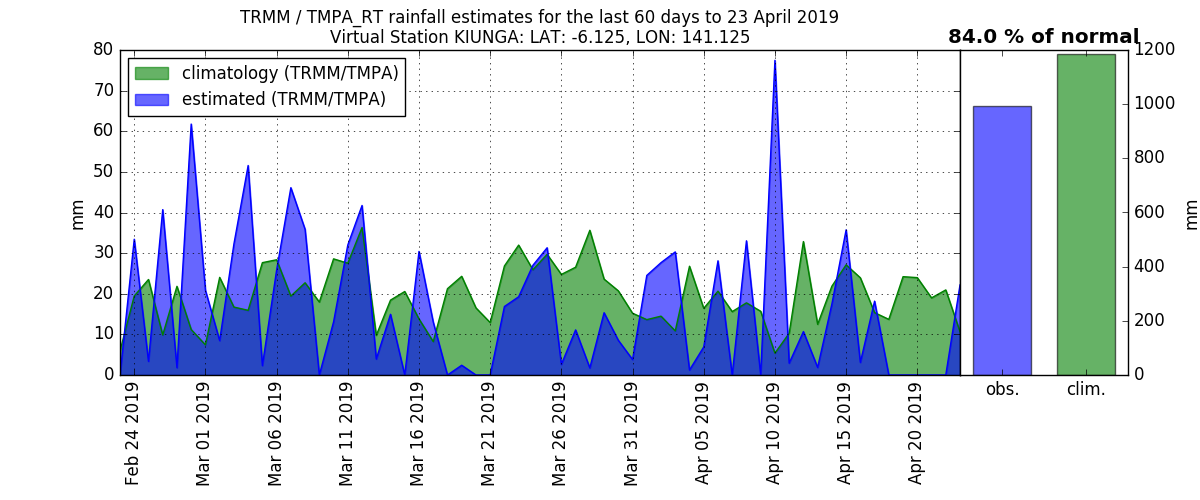 TRMM / TMPA_RT rainfall estimates for the last 60 days to 23 April 2019
Virtual Station KIUNGA: LAT: -6.125, LON: 141.125
84.0 % of normal
climatology (TRMM/TMPA)
estimated (TRMM/TMPA)
mm
80
70
60
50
40
30
20
10
0
Feb 24 2019
Mar 01 2019
Mar 06 2019
Mar 11 2019
Mar 16 2019
Mar 21 2019
Mar 26 2019
Mar 31 2019
Apr 05 2019
Apr 10 2019
Apr 15 2019
Apr 20 2019
obs.
clim.
1200
1000
800
600
400
200
0
mm